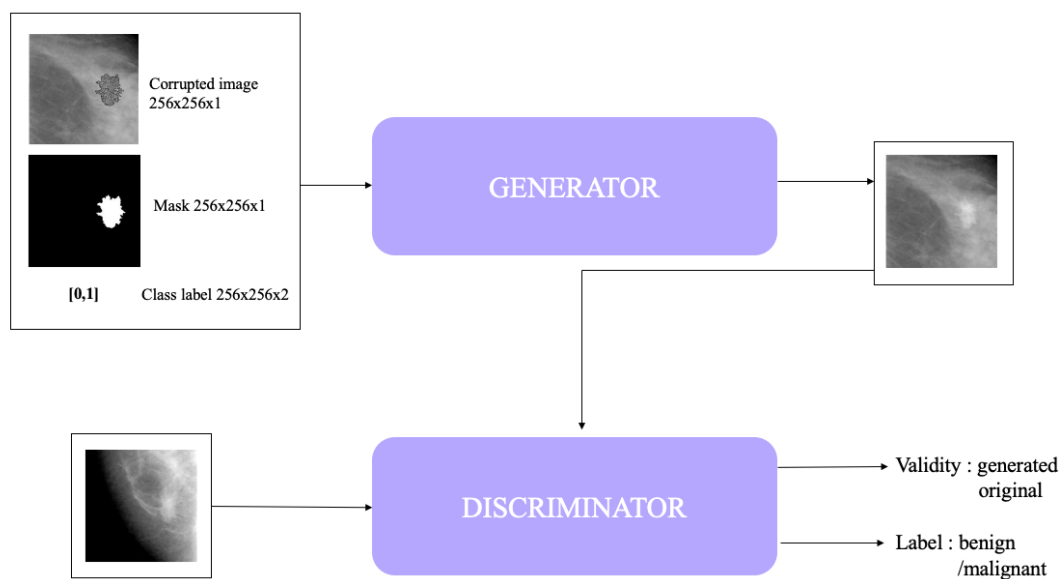 Corrupted image
256x256x1
Mask 256x256x1
[0,1] Class label 256x256x2
GENERATOR
DISCRIMINATOR
Validity : generated
original
Label : benign
/malignant